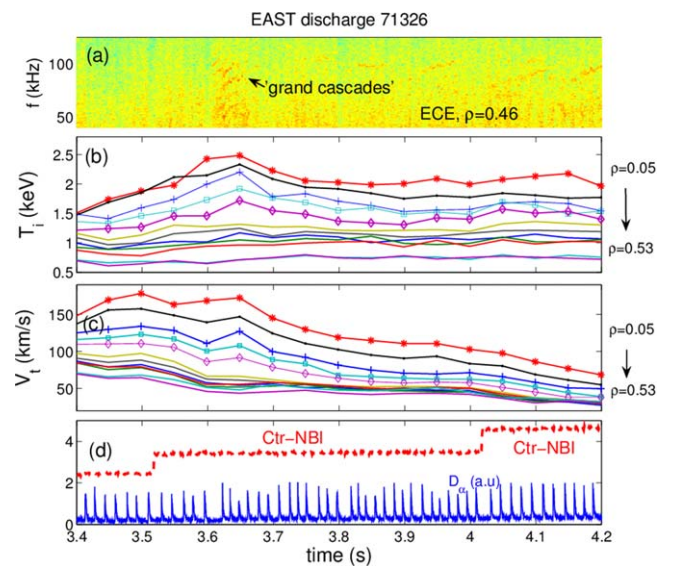 EAST discharge 71326
(a)
f (kHz)
100
50
'grand cascades'
ECE, ρ=0.46
(b)
T_i (keV)
2.5
2
1.5
1
0.5
ρ=0.05
ρ=0.53
(c)
V_t (km/s)
150
100
50
ρ=0.05
ρ=0.53
(d)
4
2
0
Ctr-NBI
Ctr-NBI
D_α (a.u)
3.4 3.5 3.6 3.7 3.8 3.9 4 4.1 4.2
time (s)